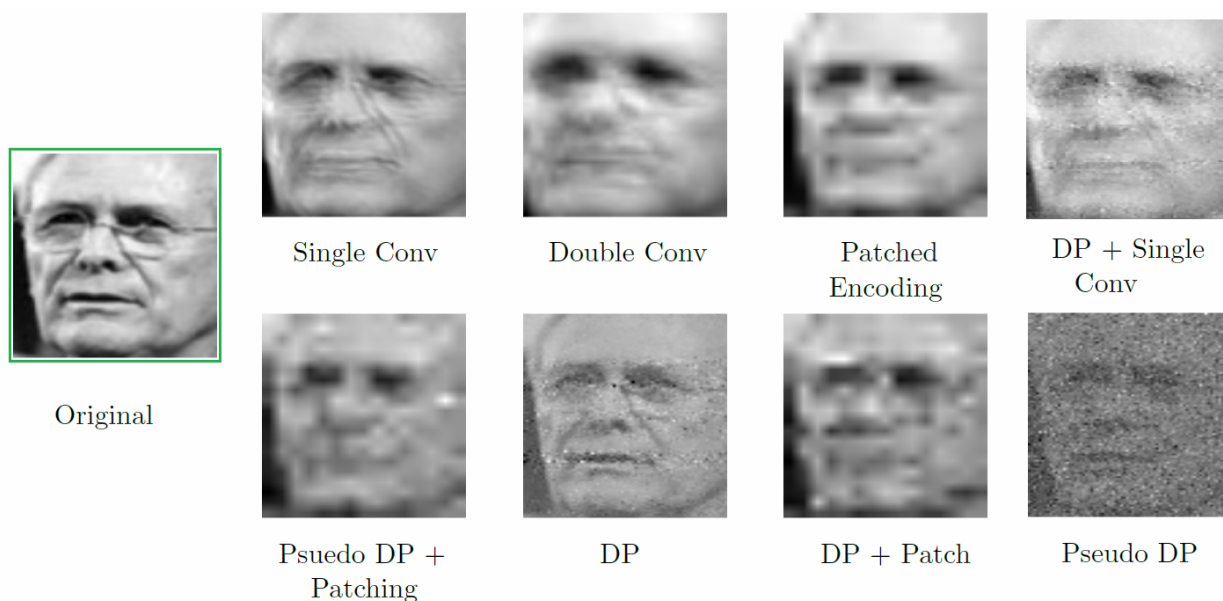 Single Conv
Double Conv
Patched
Encoding
DP + Single
Conv
Original
Psuedo DP +
Patching
DP
DP + Patch
Pseudo DP